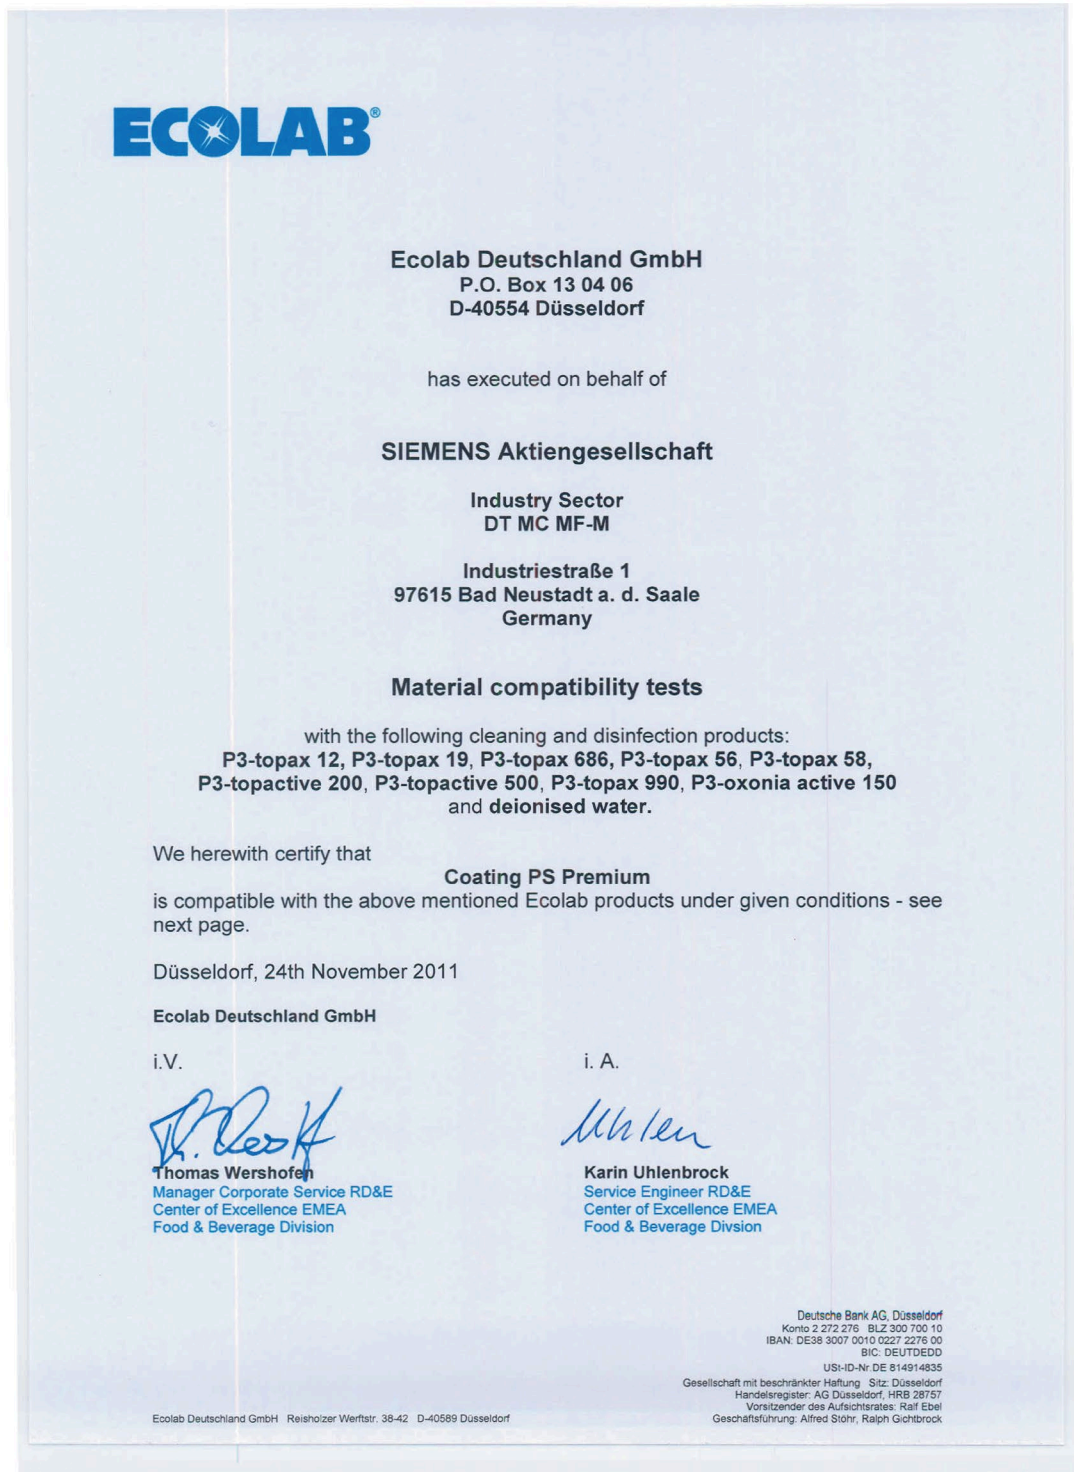 ECOLAB®
Ecolab Deutschland GmbH
P.O. Box 13 04 06
D-40554 Düsseldorf
has executed on behalf of
SIEMENS Aktiengesellschaft
Industry Sector
DT MC MF-M
Industriestraße 1
97615 Bad Neustadt a. d. Saale
Germany
Material compatibility tests
with the following cleaning and disinfection products:
P3-topax 12, P3-topax 19, P3-topax 686, P3-topax 56, P3-topax 58,
P3-topactive 200, P3-topactive 500, P3-topax 990, P3-oxonia active 150
and deionised water.
We herewith certify that
Coating PS Premium
is compatible with the above mentioned Ecolab products under given conditions - see
next page.
Düsseldorf, 24th November 2011
Ecolab Deutschland GmbH
i.V.
i. A.
Thomas Wershofen
Manager Corporate Service RD&E
Center of Excellence EMEA
Food & Beverage Division
Uhlen
Karin Uhlenbrock
Service Engineer RD&E
Center of Excellence EMEA
Food & Beverage Divsion
Deutsche Bank AG, Düsseldorf
Konto 2 272 276 BLZ 300 700 10
IBAN: DE38 3007 0010 0227 2276 00
BIC: DEUTDEDD
USt-ID-Nr. DE 814914835
Gesellschaft mit beschränkter Haftung Sitz: Düsseldorf
Handelsregister: AG Düsseldorf, HRB 28757
Vorsitzender des Aufsichtsrates: Ralf Ebel
Geschäftsführung: Alfred Stöhr, Ralph Gichtbrock
Ecolab Deutschland GmbH Reisholzer Werftstr. 38-42 D-40589 Düsseldorf